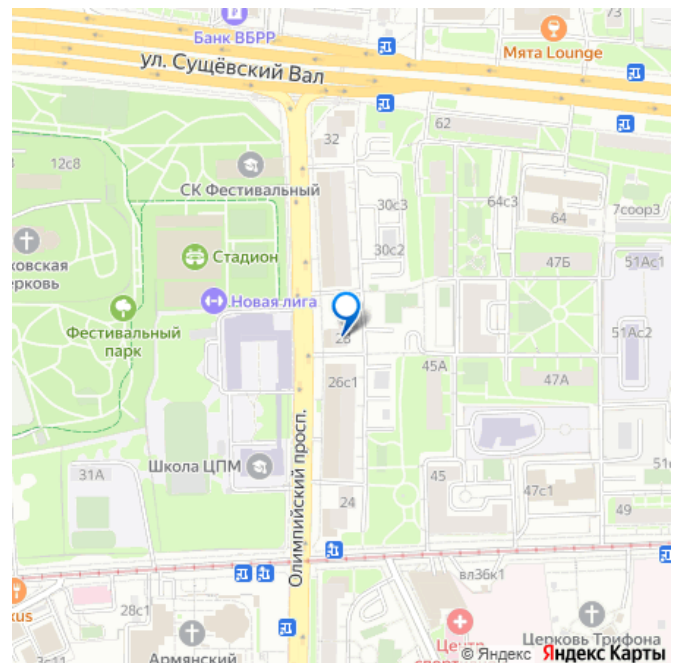 Банк ВБРР
73
Мята Lounge
ул. Сущёвский Вал
62
32
12с8
СК Фестивальный
30с3
64с3
64
7соор3
30с2
ковская
ерковь
Стадион
47Б
51Ас1
Новая лига
Фестивальный
парк
28
51Ас2
45А
26с1
47А
Олимпийский просп.
Школа ЦПМ
31А
45
47с1
24
49
вл36к1
28с1
Церковь Трифона
Армянский
© Яндекс Яндекс Карты